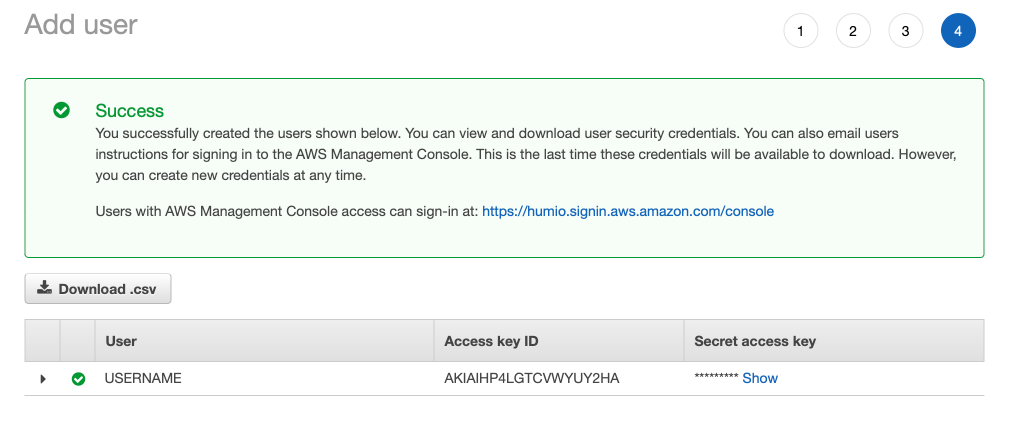 Add user
1 2 3 4
Success
You successfully created the users shown below. You can view and download user security credentials. You can also email users
instructions for signing in to the AWS Management Console. This is the last time these credentials will be available to download. However,
you can create new credentials at any time.
Users with AWS Management Console access can sign-in at: https://humio.signin.aws.amazon.com/console
Download .csv
User Access key ID Secret access key
USERNAME AKIAIHP4LGTCVWYUY2HA ********* Show